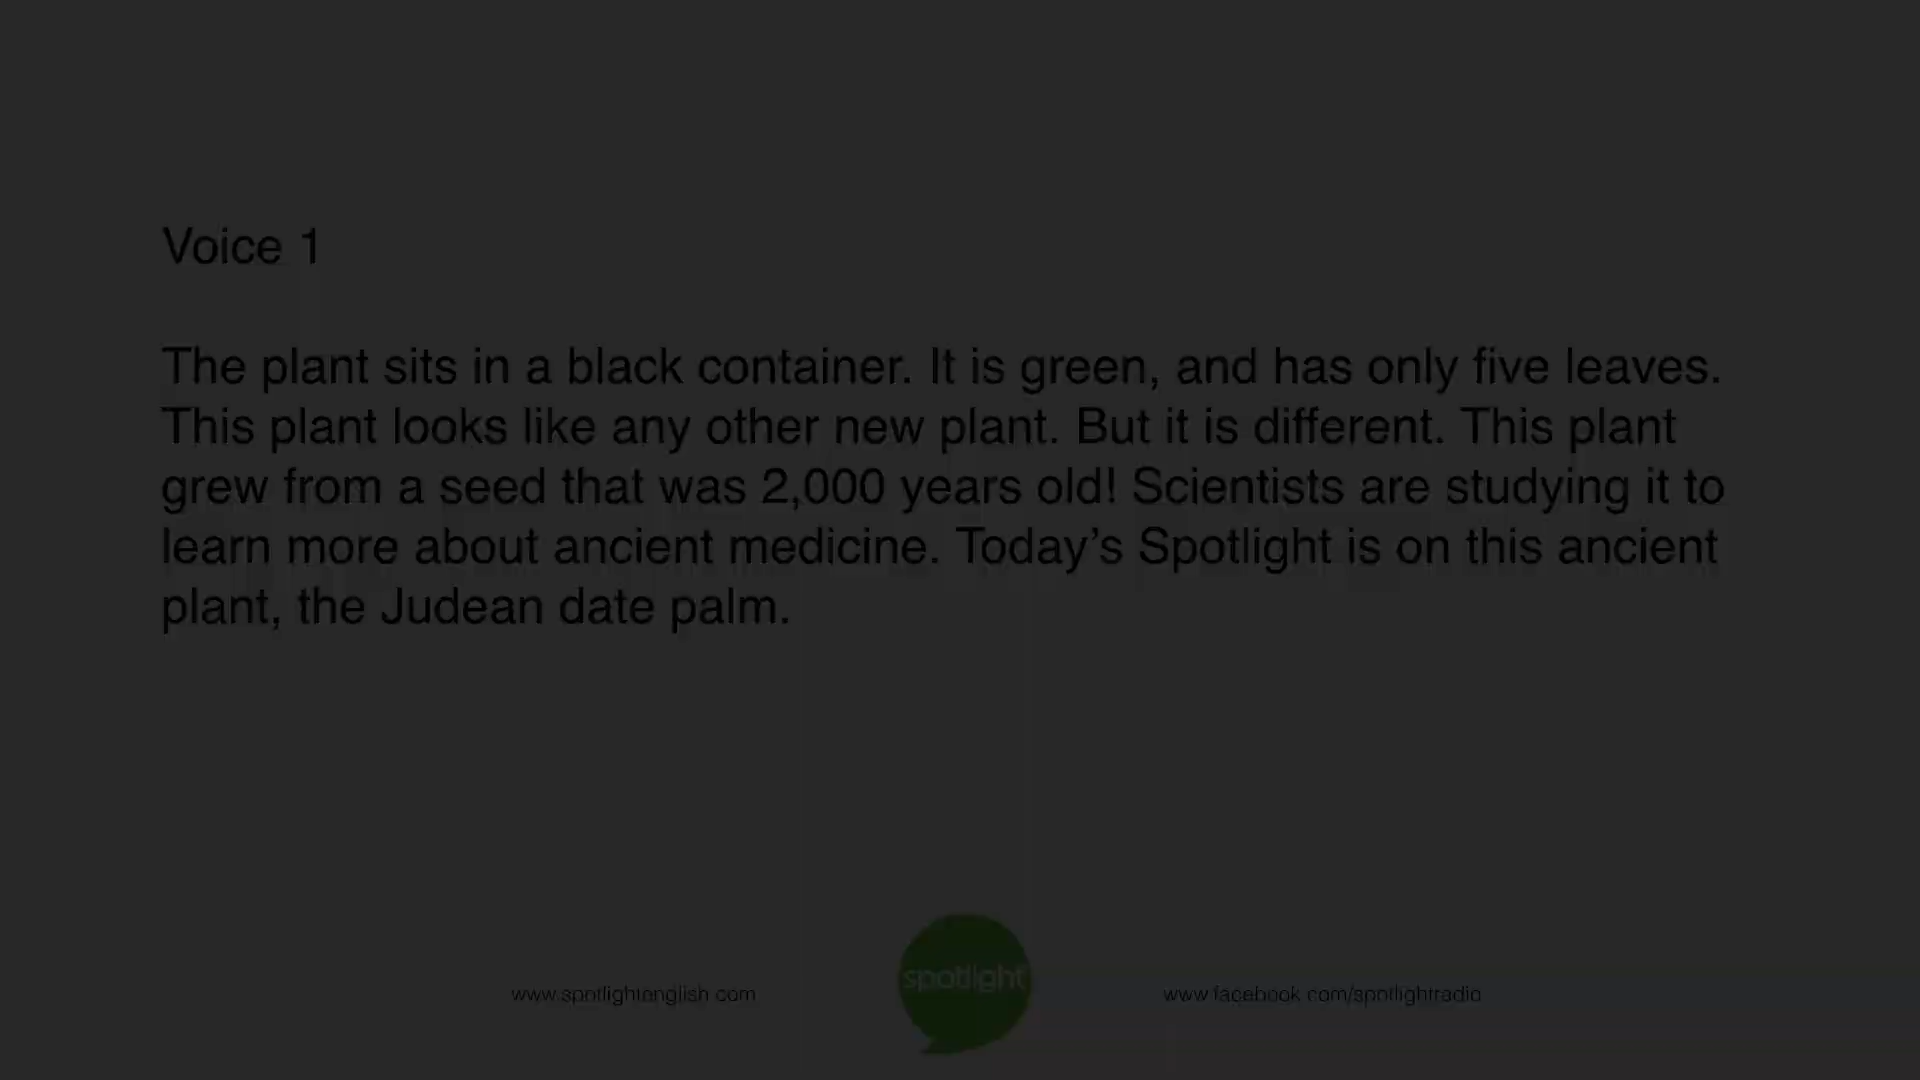 Voice 1
The plant sits in a black container. It is green, and has only five leaves.
This plant looks like any other new plant. But it is different. This plant
grew from a seed that was 2,000 years old! Scientists are studying it to
learn more about ancient medicine. Today’s Spotlight is on this ancient
plant, the Judean date palm.
www.spotlightenglish.com
spotlight
www.facebook.com/spotlightradio